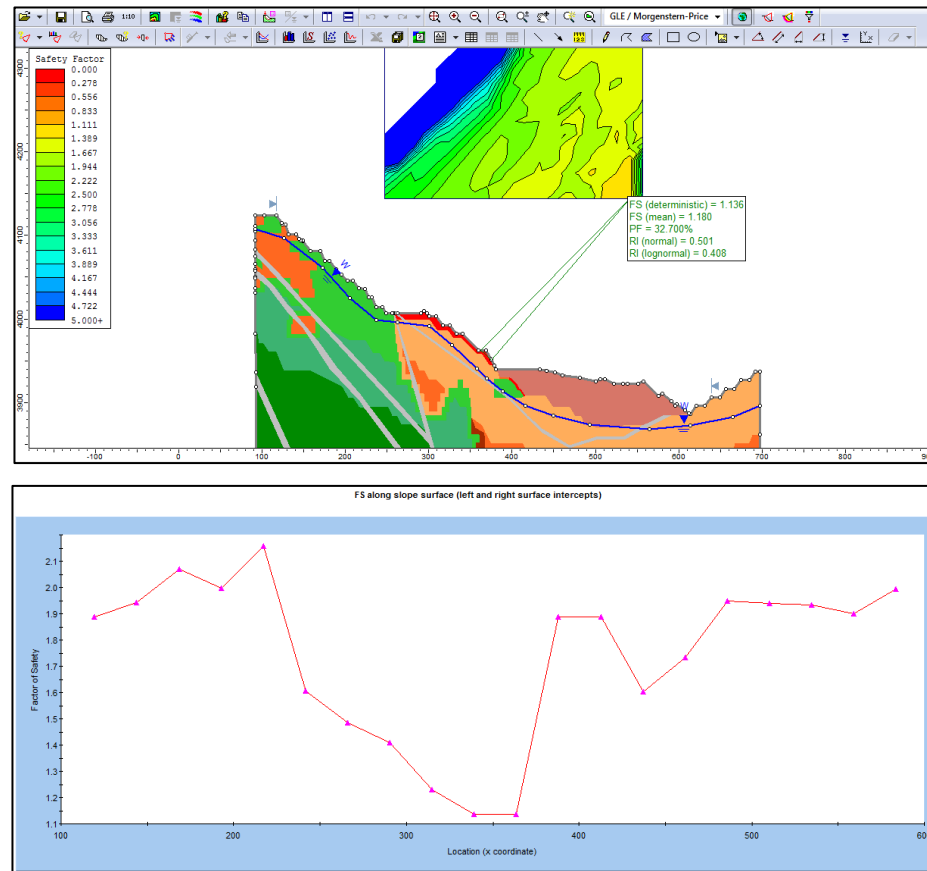 1:10
GLE / Morgenstern-Price
Safety Factor
0.000
0.278
0.556
0.833
1.111
1.389
1.667
1.944
2.222
2.500
2.778
3.056
3.333
3.611
3.889
4.167
4.444
4.722
5.000+
4300
4200
4100
4000
3900
FS (deterministic) = 1.136
FS (mean) = 1.180
PF = 32.700%
RI (normal) = 0.501
RI (lognormal) = 0.408
W
W
-100 0 100 200 300 400 500 600 700 800
FS along slope surface (left and right surface intercepts)
Factor of Safety
2.1
2.0
1.9
1.8
1.7
1.6
1.5
1.4
1.3
1.2
1.1
100 200 300 400 500
Location (x coordinate)